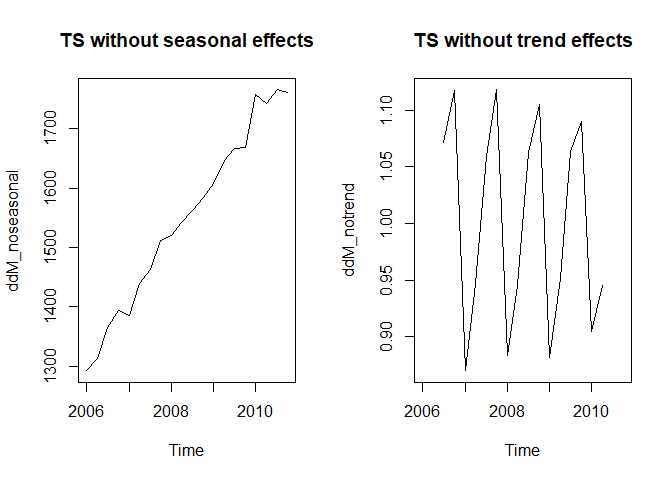 TS without seasonal effects
ddM_noseasonal
1300 1400 1500 1600 1700
2006 2008 2010
Time
TS without trend effects
ddM_notrend
0.90 0.95 1.00 1.05 1.10
2006 2008 2010
Time